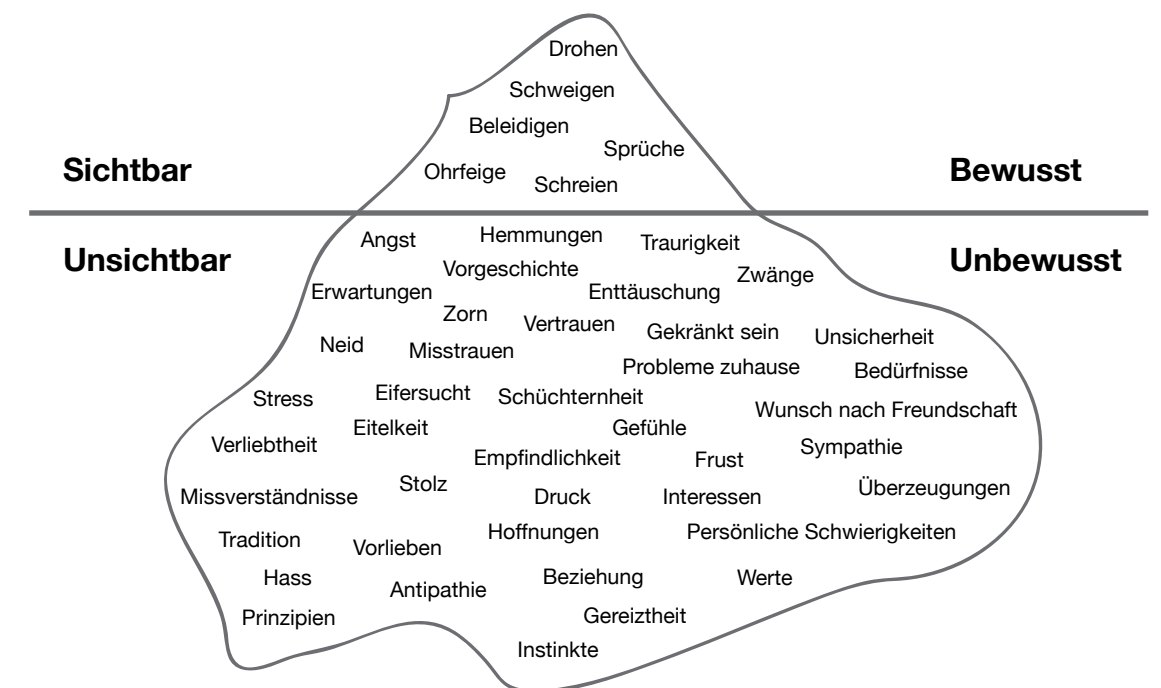 Drohen
Schweigen
Beleidigen
Sprüche
Sichtbar
Ohrfeige
Schreien
Bewusst
Angst
Hemmungen
Traurigkeit
Unsichtbar
Vorgeschichte
Zwänge
Unbewusst
Erwartungen
Enttäuschung
Zorn
Vertrauen
Gekränkt sein
Unsicherheit
Neid
Misstrauen
Probleme zuhause
Bedürfnisse
Stress
Eifersucht
Schüchternheit
Wunsch nach Freundschaft
Eitelkeit
Gefühle
Verliebtheit
Sympathie
Empfindlichkeit
Frust
Stolz
Überzeugungen
Missverständnisse
Druck
Interessen
Hoffnungen
Persönliche Schwierigkeiten
Tradition
Vorlieben
Hass
Antipathie
Beziehung
Werte
Prinzipien
Gereiztheit
Instinkte